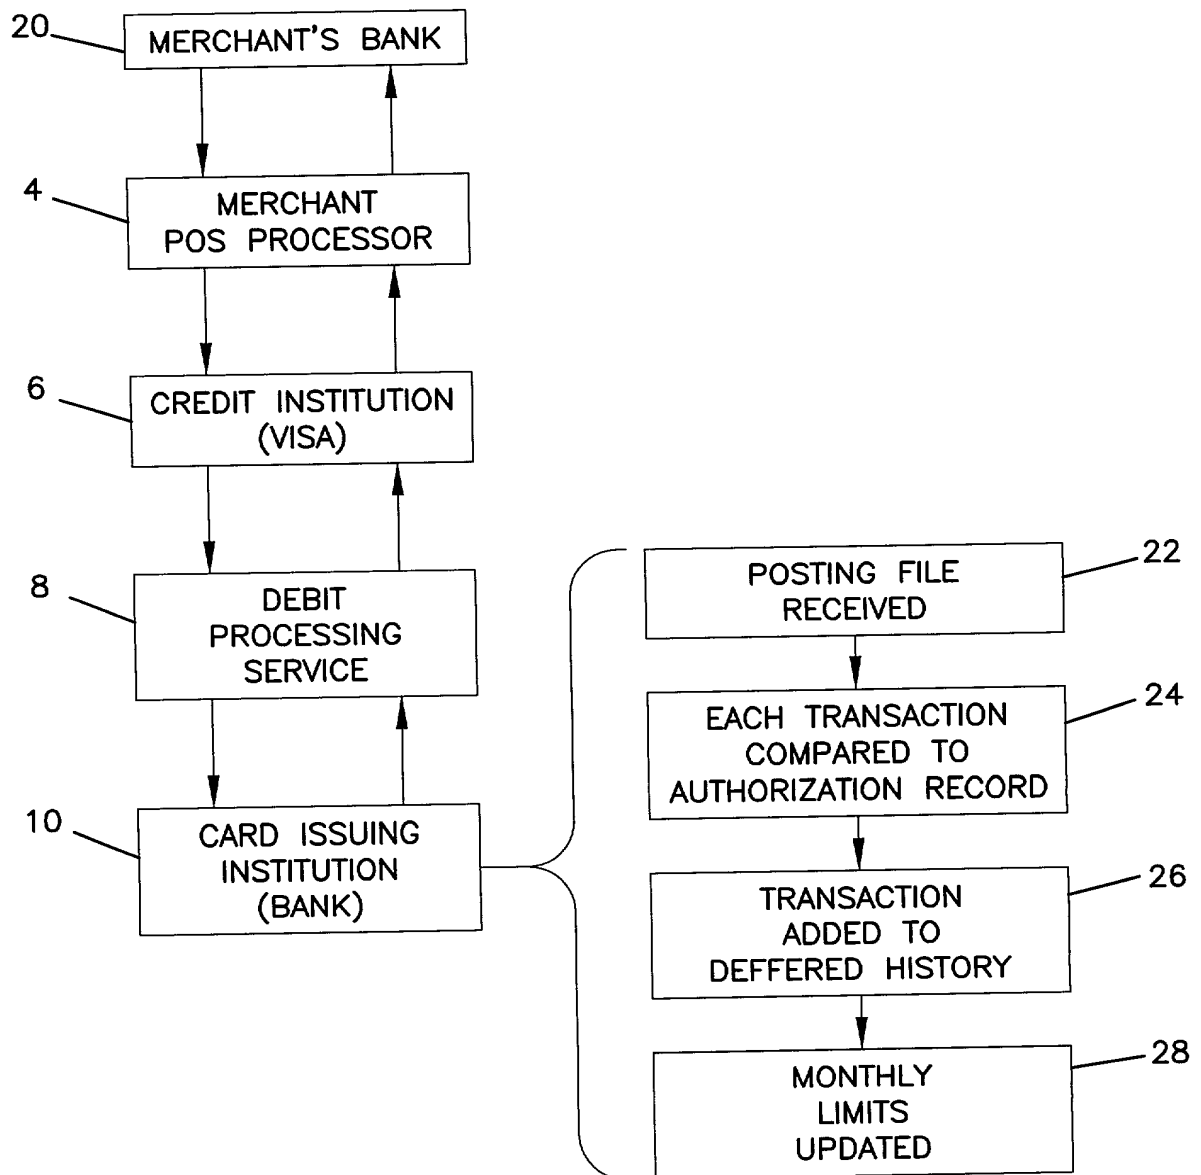 20
MERCHANT'S BANK
4
MERCHANT
POS PROCESSOR
6
CREDIT INSTITUTION
(VISA)
8
DEBIT
PROCESSING
SERVICE
10
CARD ISSUING
INSTITUTION
(BANK)
22
POSTING FILE
RECEIVED
24
EACH TRANSACTION
COMPARED TO
AUTHORIZATION RECORD
26
TRANSACTION
ADDED TO
DEFFERED HISTORY
28
MONTHLY
LIMITS
UPDATED